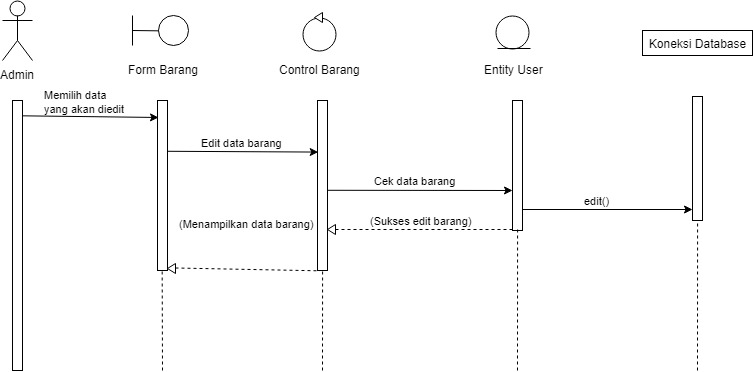 Admin
Form Barang
Control Barang
Entity User
Koneksi Database
Memilih data
yang akan diedit
Edit data barang
Cek data barang
edit()
(Sukses edit barang)
(Menampilkan data barang)